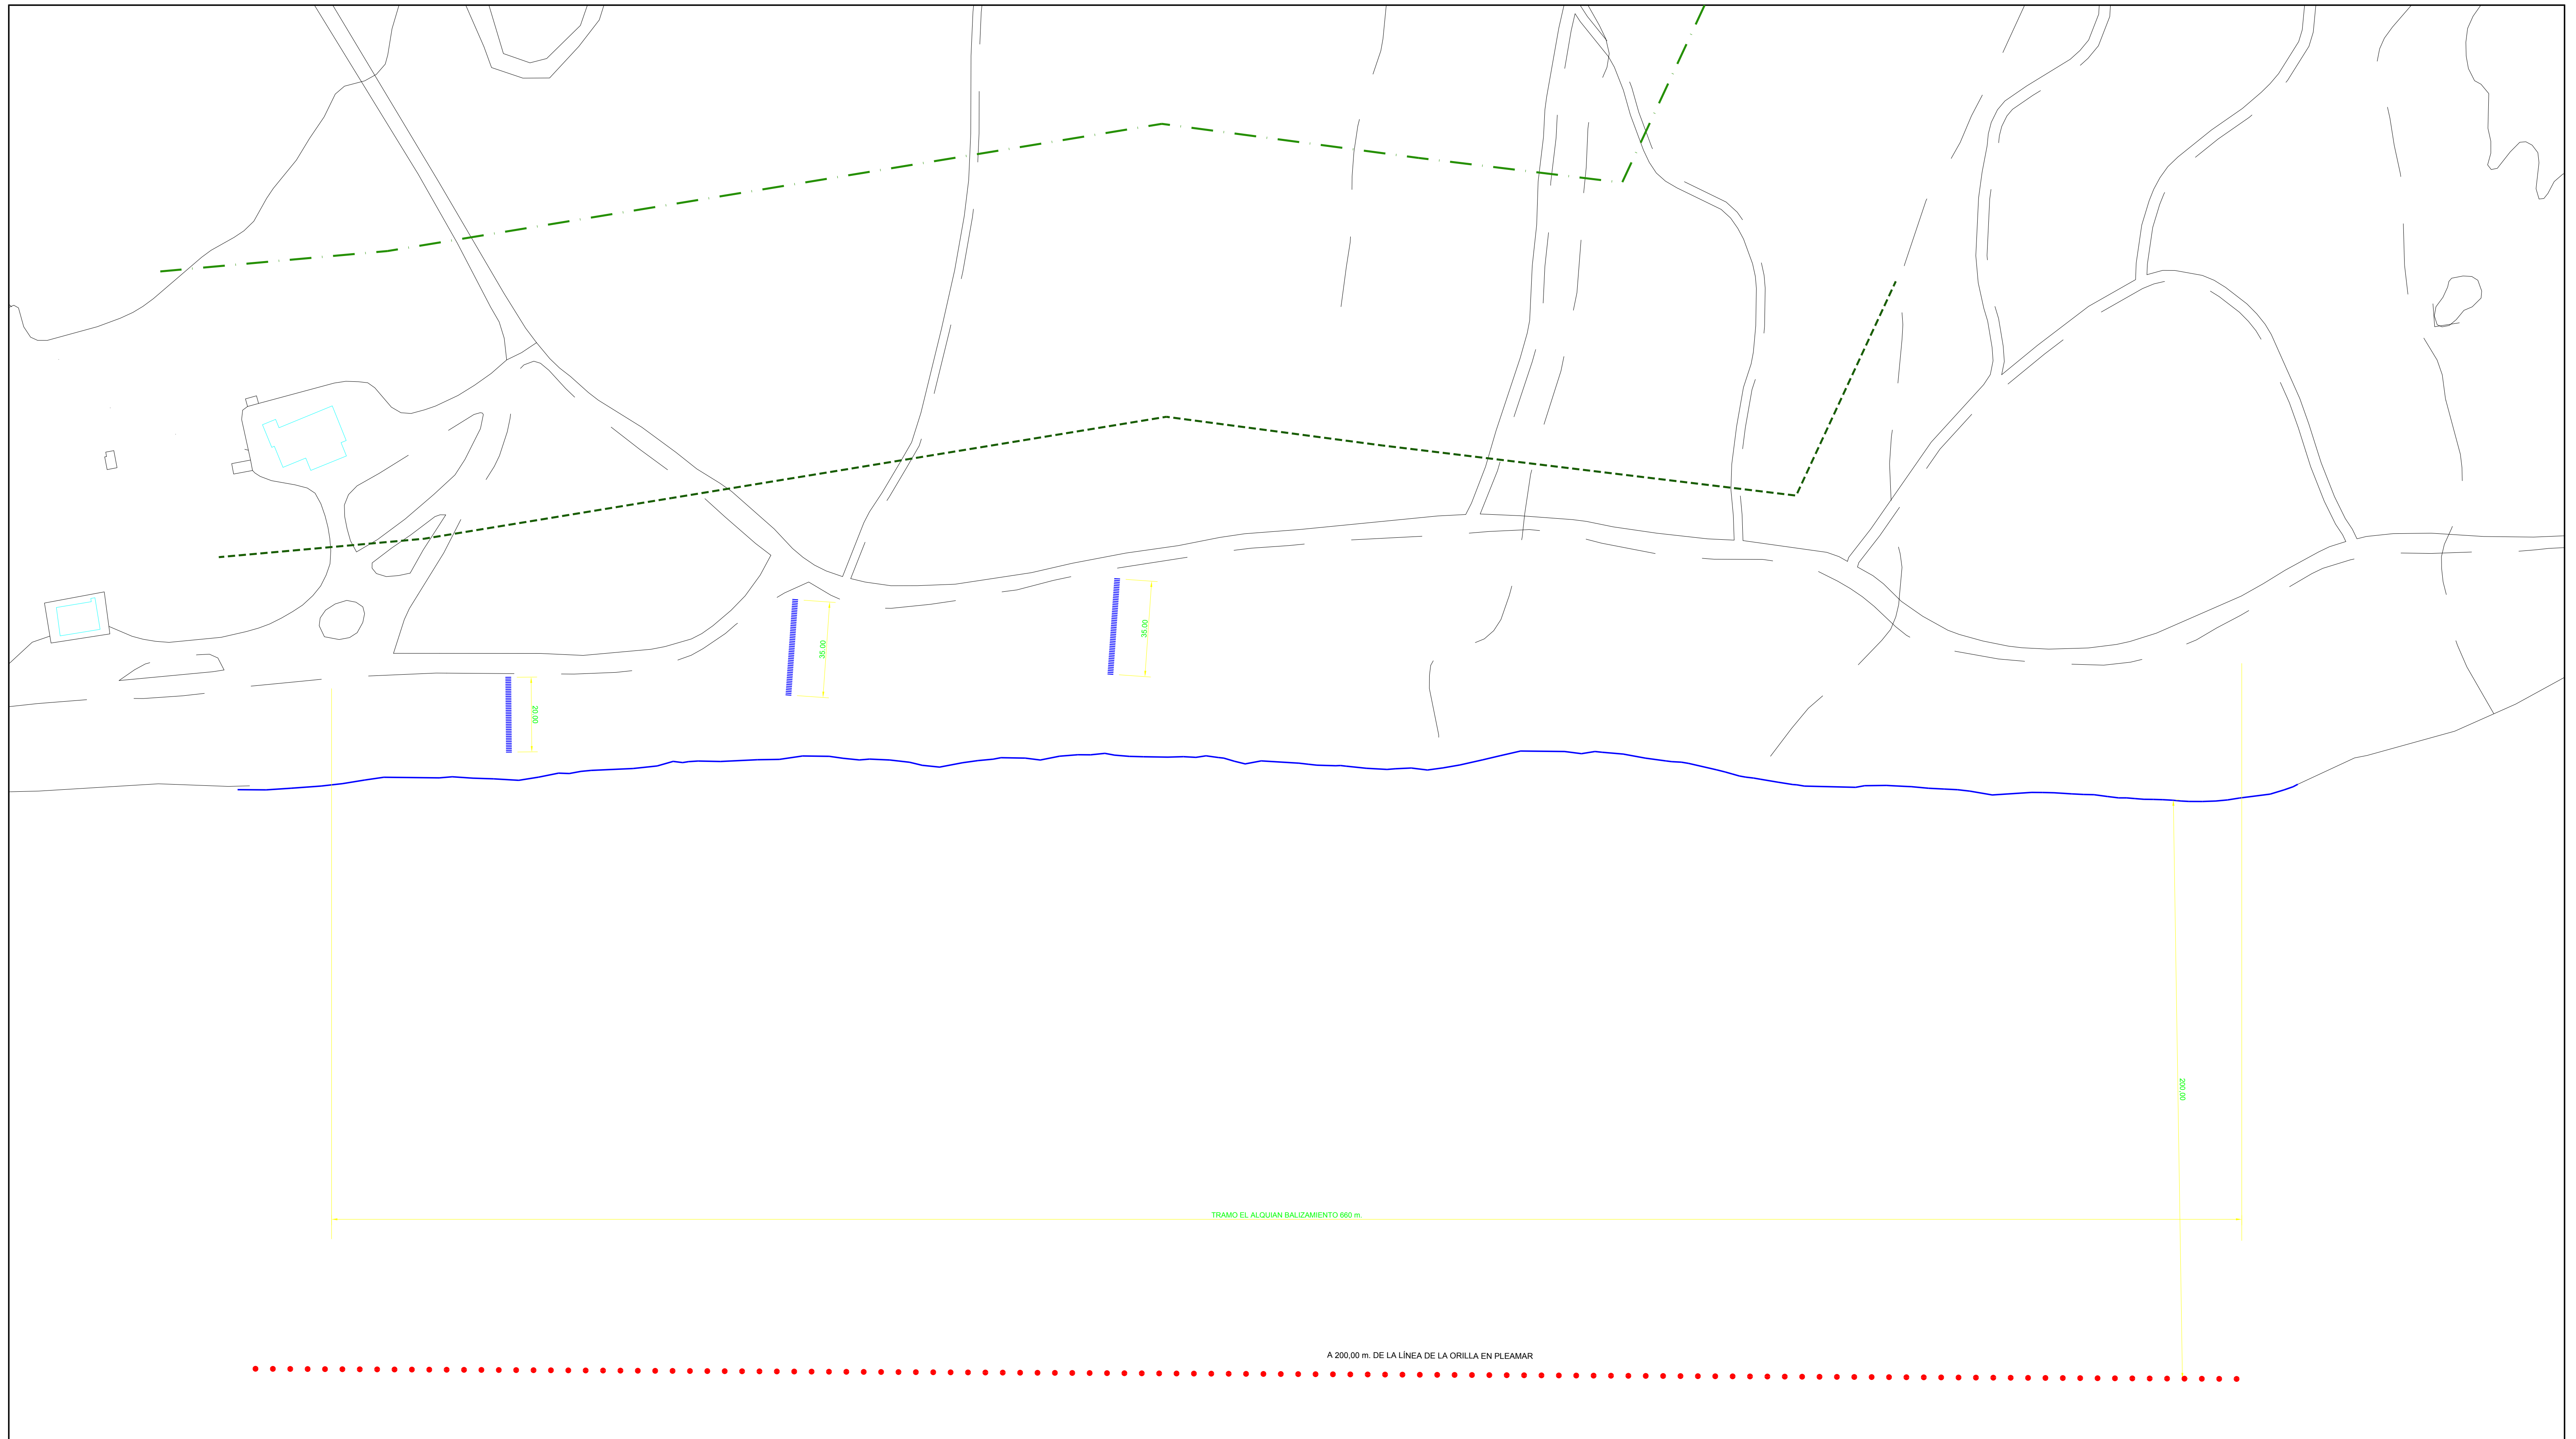 35.00
35.00
20.00
200.00
TRAMO EL ALQUIAN BALIZAMIENTO 660 m.
A 200,00 m. DE LA LÍNEA DE LA ORILLA EN PLEAMAR